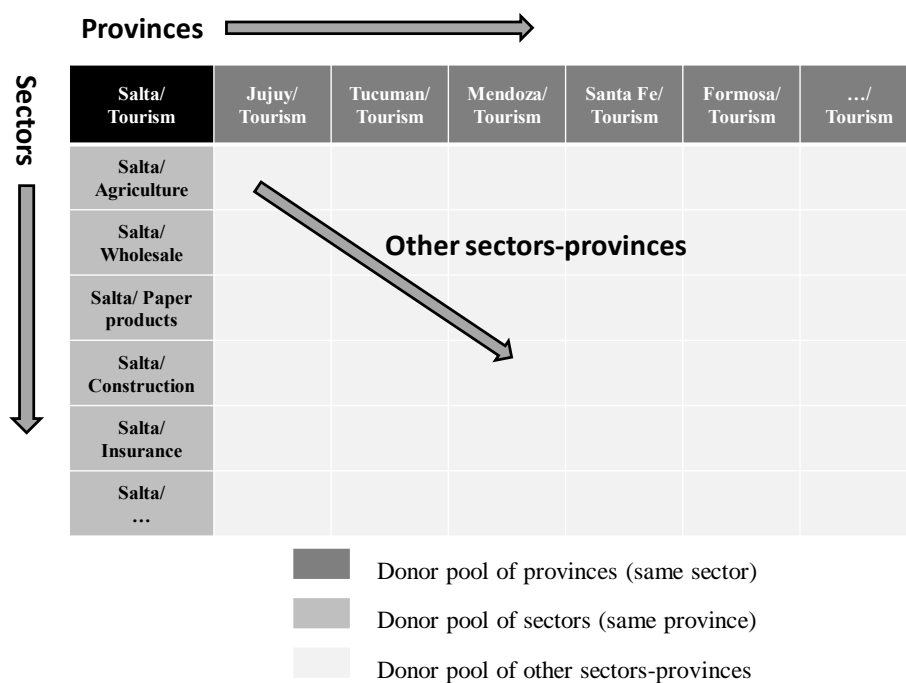 Provinces
Sectors
Salta/
Tourism
Jujuy/
Tourism
Tucuman/
Tourism
Mendoza/
Tourism
Santa Fe/
Tourism
Formosa/
Tourism
…/
Tourism
Salta/
Agriculture
Salta/
Wholesale
Salta/ Paper
products
Salta/
Construction
Salta/
Insurance
Salta/
…
Other sectors-provinces
Donor pool of provinces (same sector)
Donor pool of sectors (same province)
Donor pool of other sectors-provinces